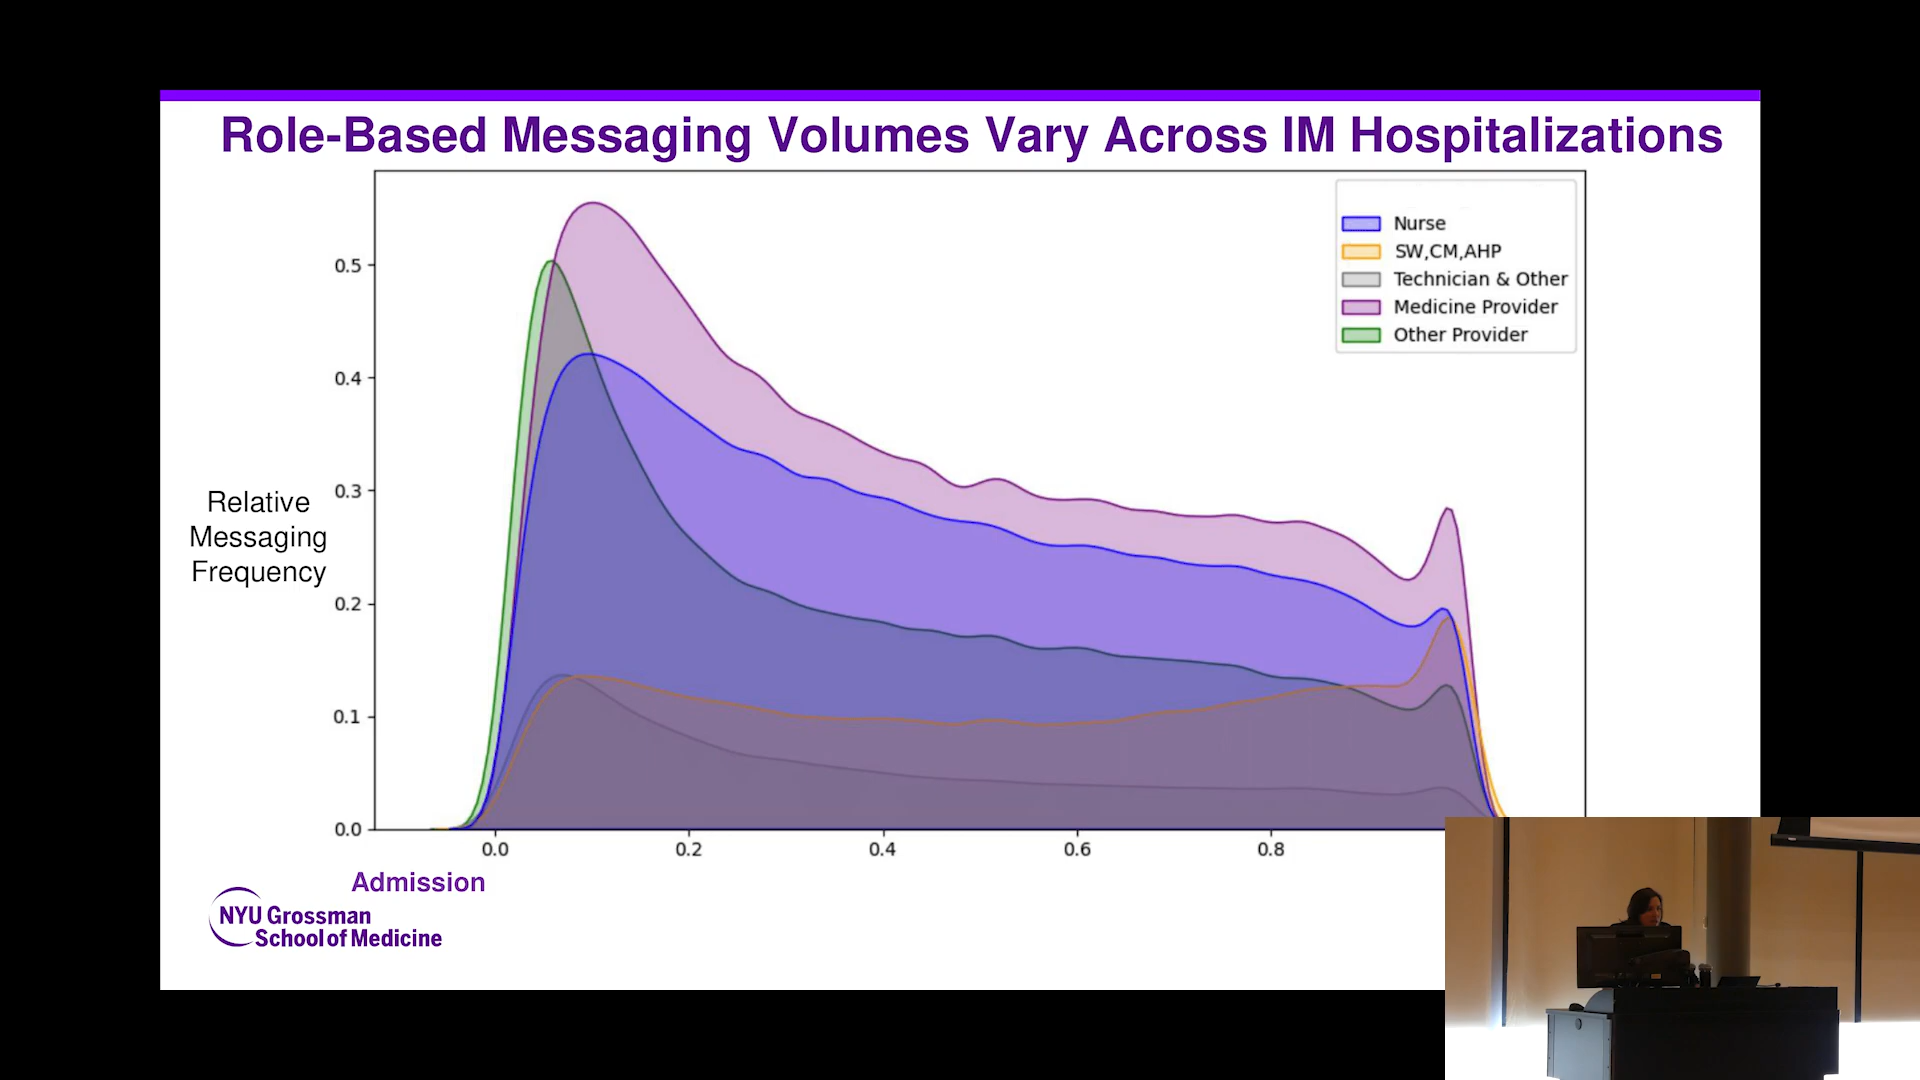 Role-Based Messaging Volumes Vary Across IM Hospitalizations
Nurse
SW,CM,AHP
Technician & Other
Medicine Provider
Other Provider
0.5
0.4
0.3
0.2
0.1
0.0
Relative
Messaging
Frequency
0.0 0.2 0.4 0.6 0.8
Admission
NYU Grossman
School of Medicine